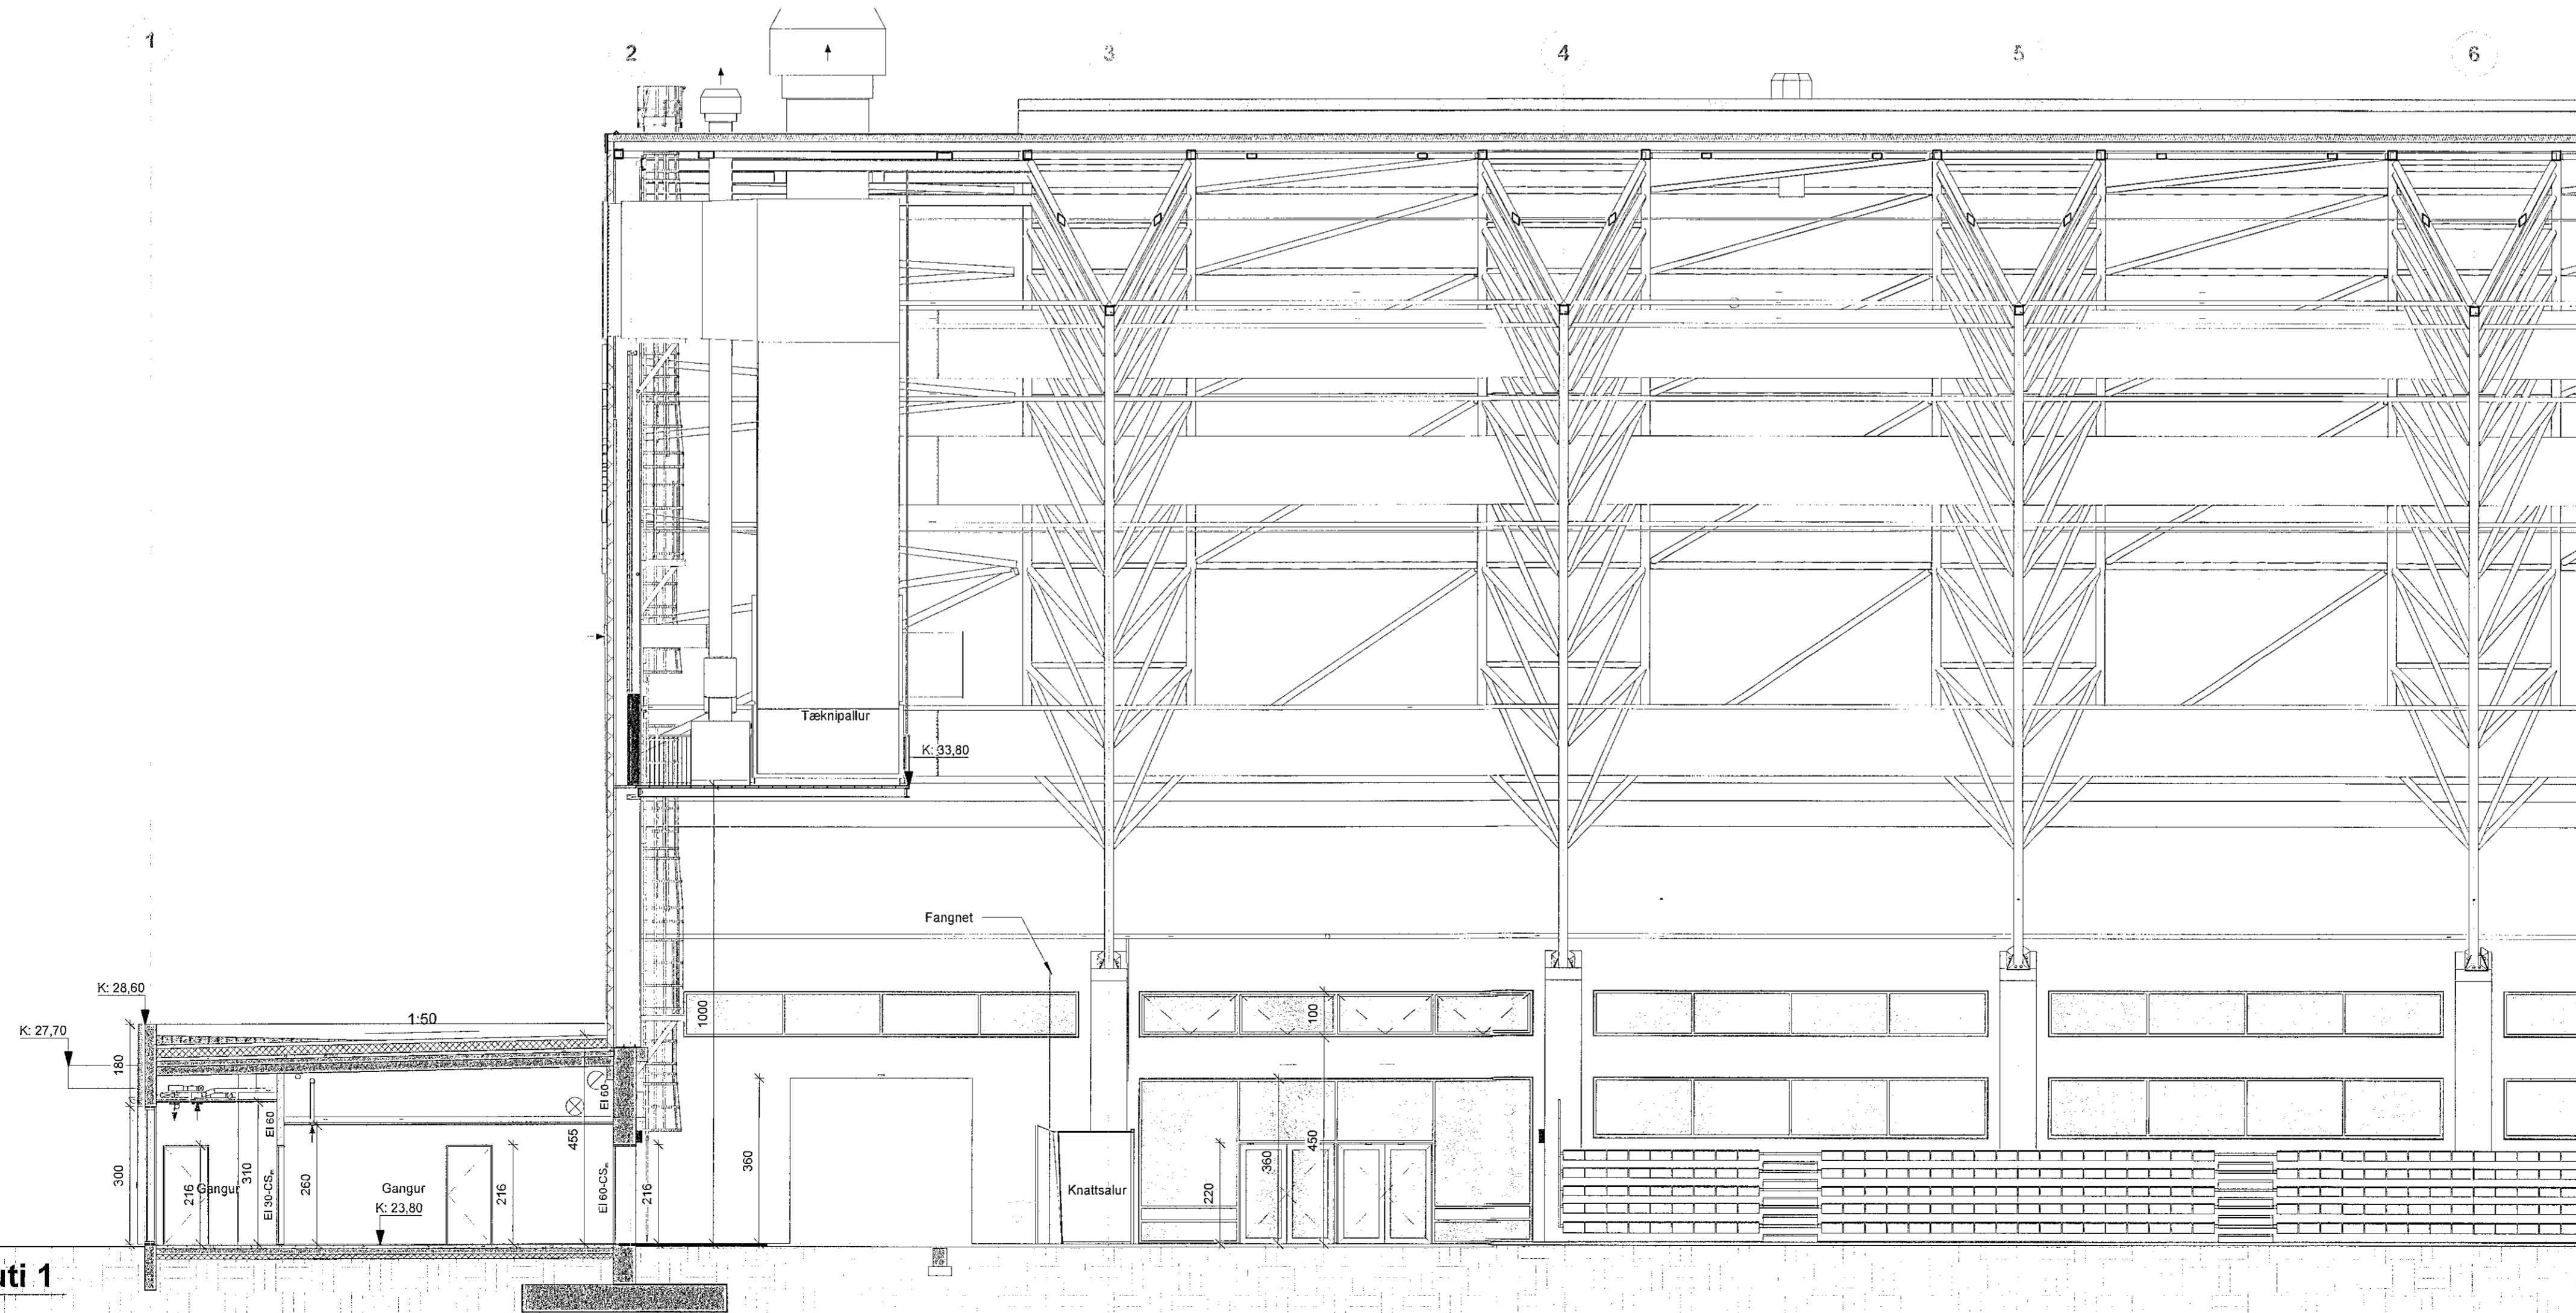 1
2
3
4
5
6
Tæknipallur
K: 33,80
Fangnet
K: 28,60
K: 27,70
1:50
180
1000
100
EI 60
EI 60
455
300
216
Gangur
310
EI 30-CSm
260
Gangur
K: 23,80
216
EI 60-CSm
216
360
Knattsalur
220
360
450
uti 1